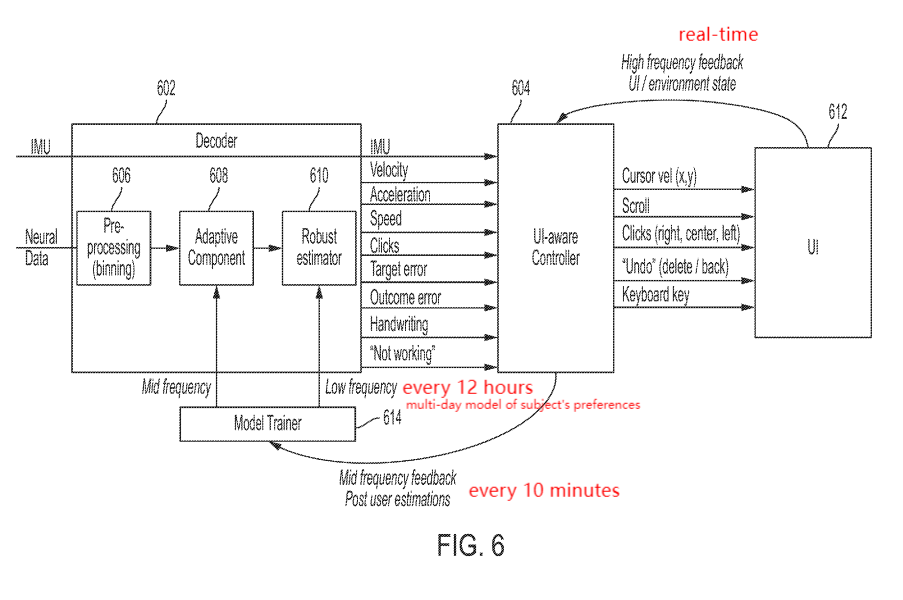 real-time
High frequency feedback
UI / environment state
602
604
612
IMU
Decoder
IMU
Velocity
Acceleration
Speed
Clicks
Target error
Outcome error
Handwriting
"Not working"
606
608
610
Neural
Data
Pre-
processing
(binning)
Adaptive
Component
Robust
estimator
UI-aware
Controller
Cursor vel (x,y)
Scroll
Clicks (right, center, left)
"Undo" (delete / back)
Keyboard key
UI
Mid frequency
Low frequency every 12 hours
multi-day model of subject's preferences
Model Trainer
614
Mid frequency feedback
Post user estimations
every 10 minutes
FIG. 6